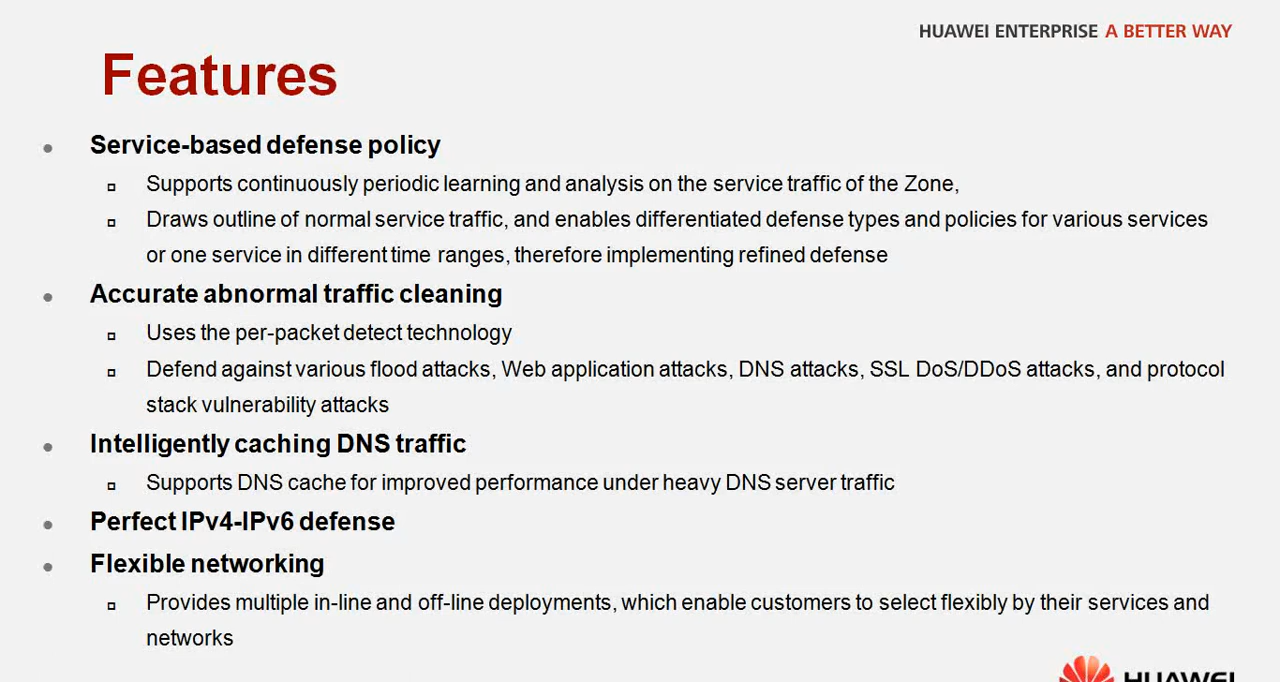 HUAWEI ENTERPRISE A BETTER WAY
Features
Service-based defense policy
Supports continuously periodic learning and analysis on the service traffic of the Zone,
Draws outline of normal service traffic, and enables differentiated defense types and policies for various services
or one service in different time ranges, therefore implementing refined defense
Accurate abnormal traffic cleaning
Uses the per-packet detect technology
Defend against various flood attacks, Web application attacks, DNS attacks, SSL DoS/DDoS attacks, and protocol
stack vulnerability attacks
Intelligently caching DNS traffic
Supports DNS cache for improved performance under heavy DNS server traffic
Perfect IPv4-IPv6 defense
Flexible networking
Provides multiple in-line and off-line deployments, which enable customers to select flexibly by their services and
networks
HUAWEI